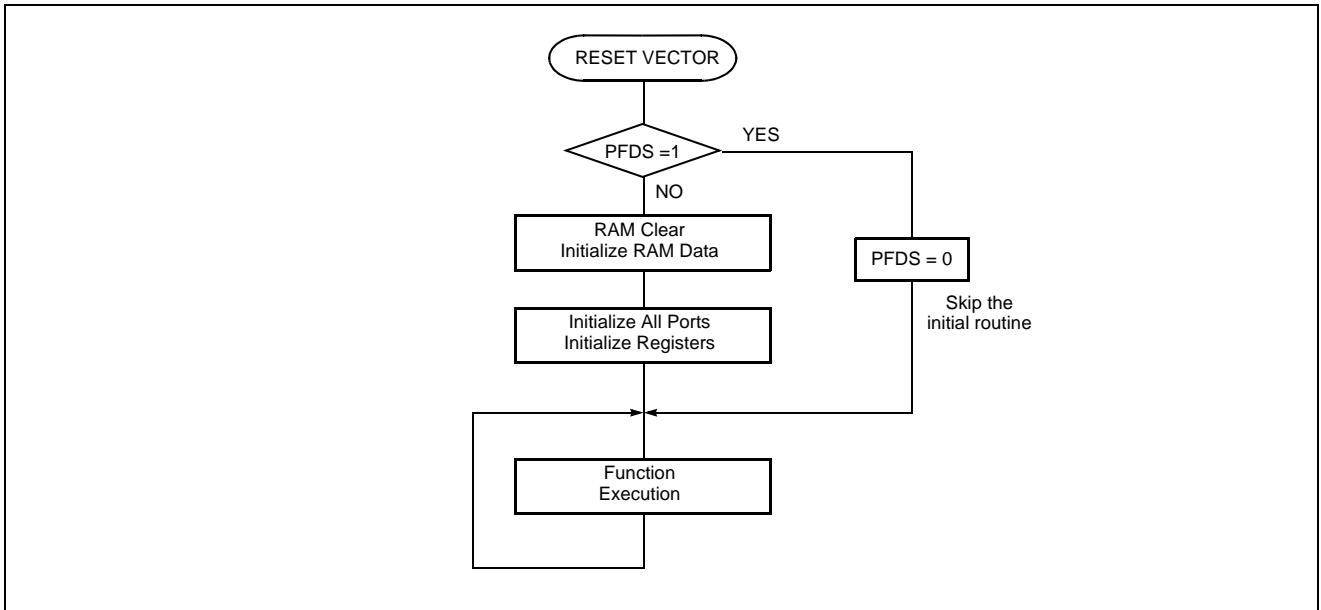 RESET VECTOR
YES
PFDS =1
NO
RAM Clear
Initialize RAM Data
PFDS = 0
Skip the
initial routine
Initialize All Ports
Initialize Registers
Function
Execution